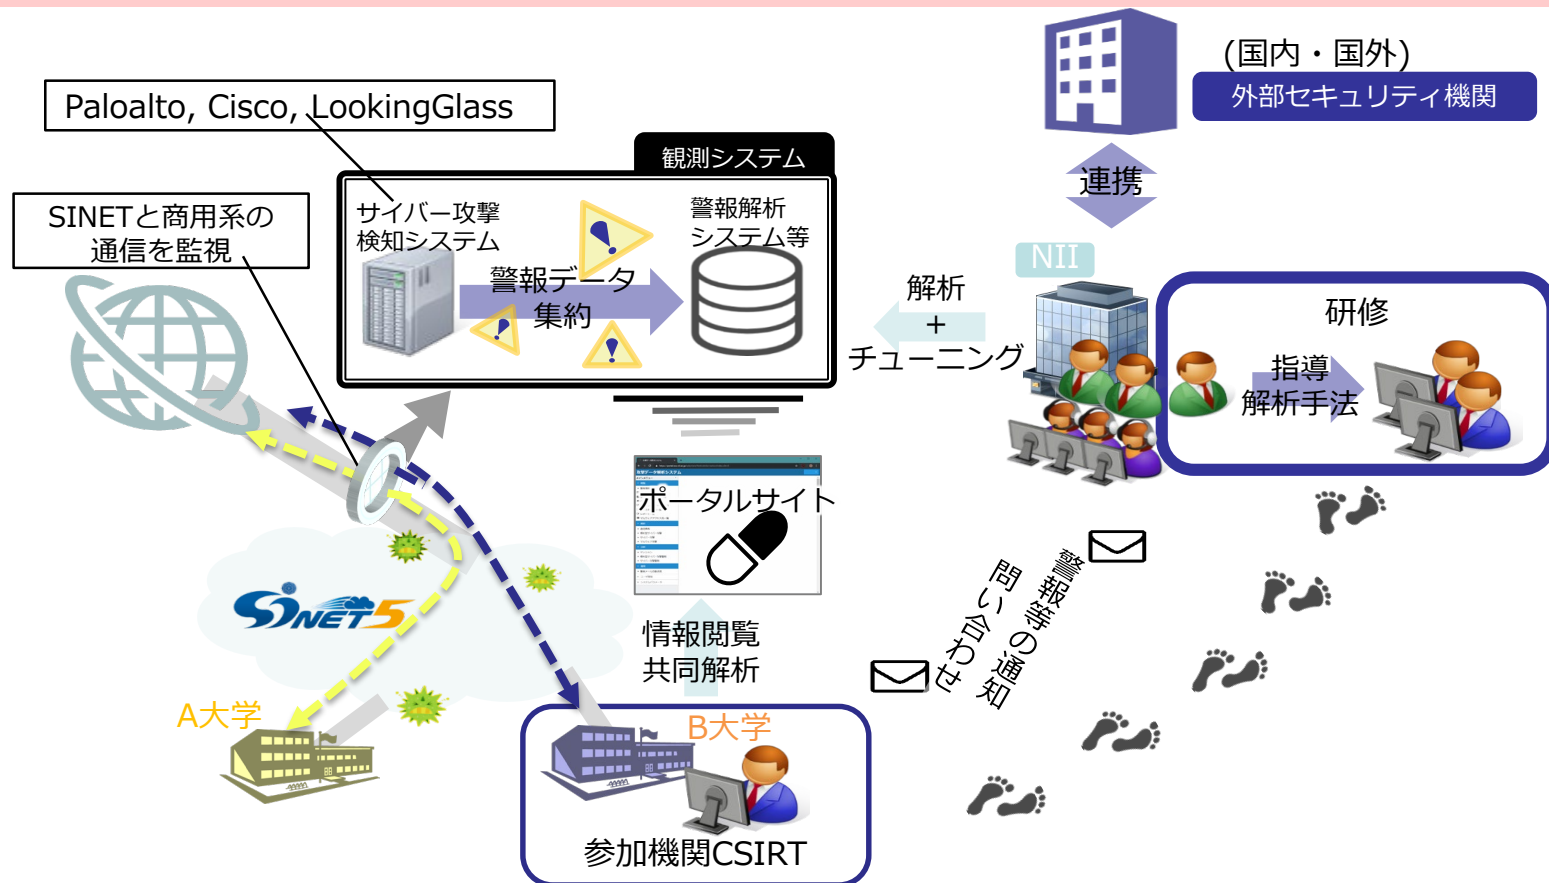 (国内・国外)
外部セキュリティ機関
Paloalto, Cisco, LookingGlass
観測システム
連携
SINETと商用系の
通信を監視
サイバー攻撃
検知システム
警報解析
システム等
警報データ
集約
NII
解析
+
チューニング
研修
指導
解析手法
ポータルサイト
警報等の通知
問い合わせ
SINET5
情報閲覧
共同解析
A大学
B大学
参加機関CSIRT